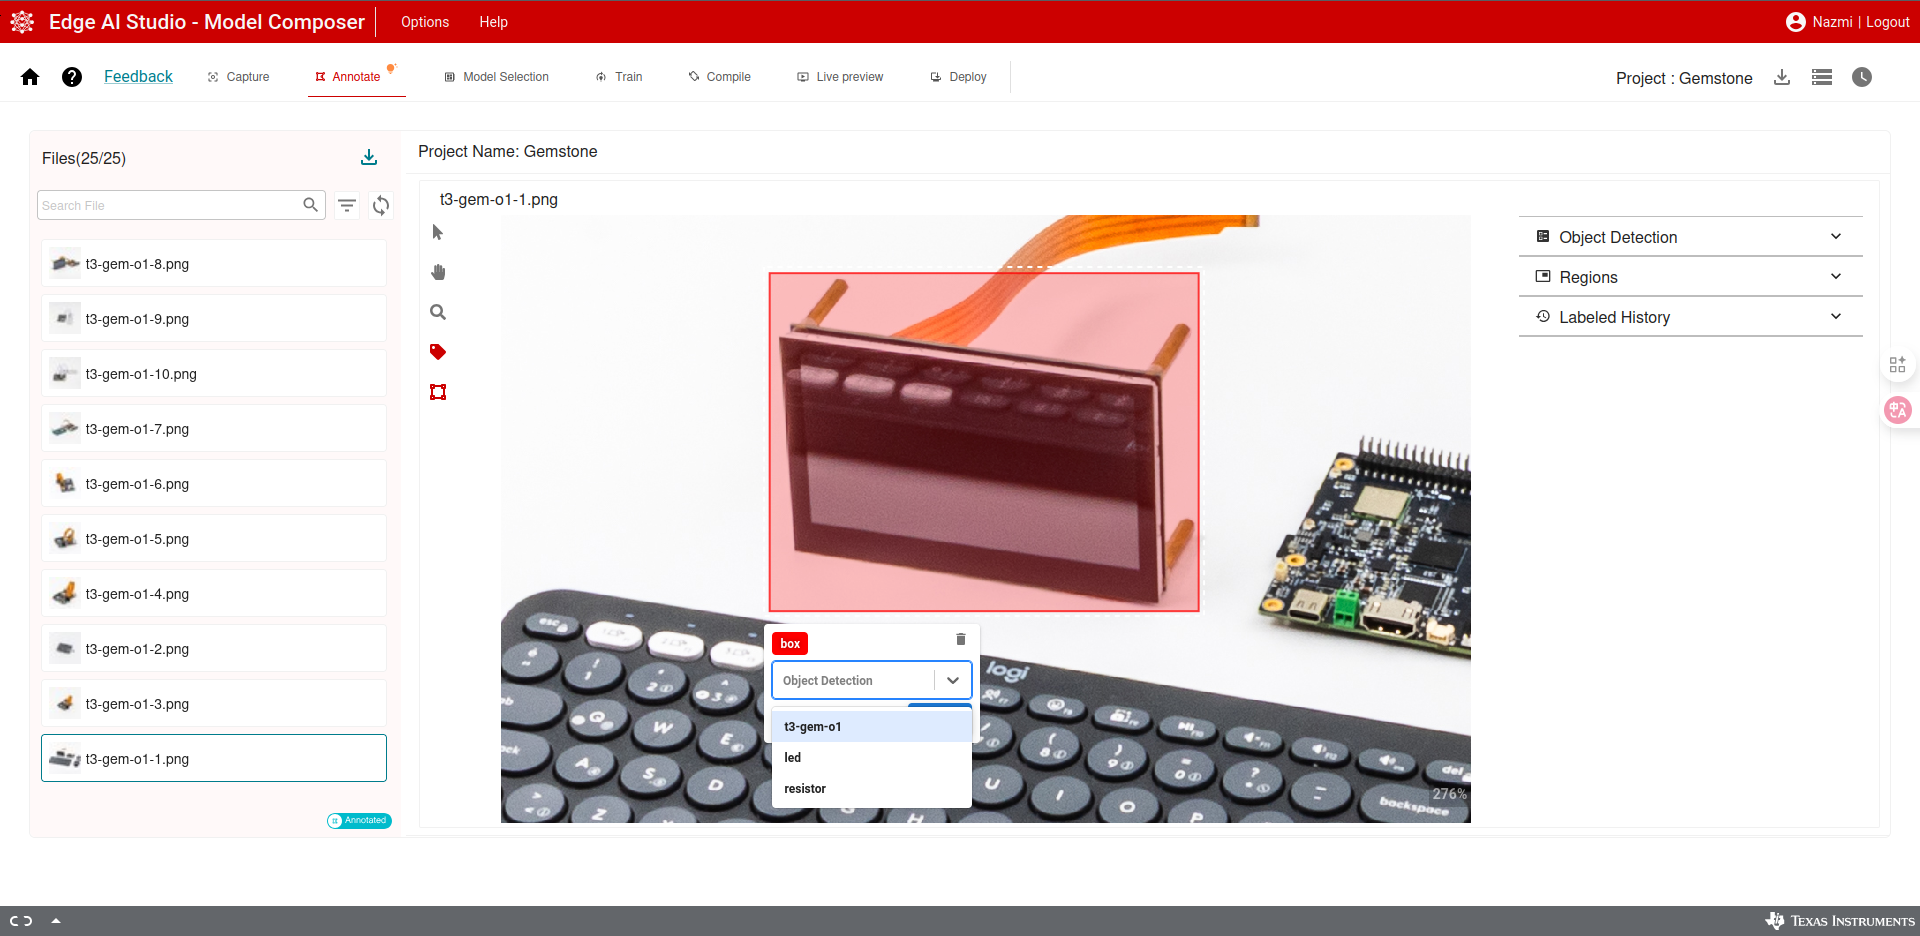 Edge AI Studio - Model Composer
Options
Help
Nazmi | Logout
Feedback
Capture
Annotate
Model Selection
Train
Compile
Live preview
Deploy
Project : Gemstone
Files(25/25)
Search File
t3-gem-o1-8.png
t3-gem-o1-9.png
t3-gem-o1-10.png
t3-gem-o1-7.png
t3-gem-o1-6.png
t3-gem-o1-5.png
t3-gem-o1-4.png
t3-gem-o1-2.png
t3-gem-o1-3.png
t3-gem-o1-1.png
Annotated
Project Name: Gemstone
t3-gem-o1-1.png
esc
logi
box
Object Detection
t3-gem-o1
led
resistor
Q W E
A S D
Z
U I O P
G H
del
backspace
276%
Object Detection
Regions
Labeled History
TEXAS INSTRUMENTS